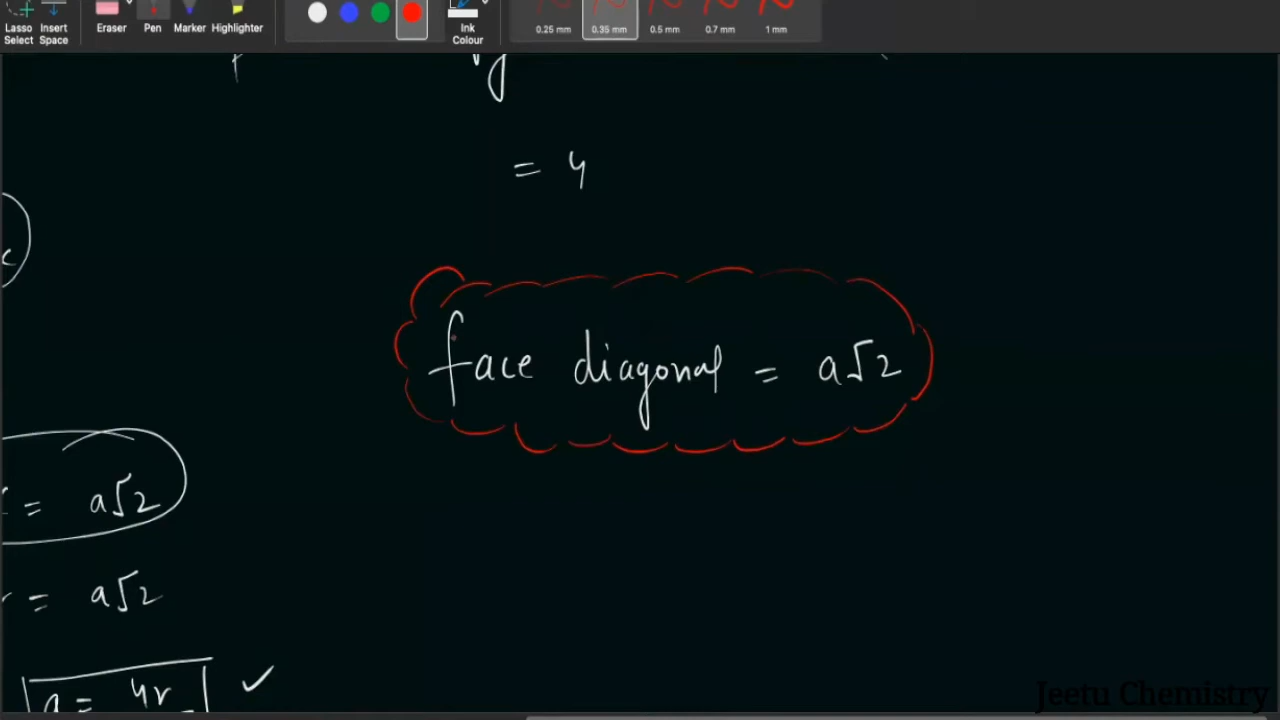 Lasso Select
Insert Space
Eraser
Pen
Marker
Highlighter
Ink Colour
0.25 mm
0.35 mm
0.5 mm
0.7 mm
1 mm
= 4
face diagonal = a√2
= a√2
= a√2
a = 4r
Jeetu Chemistry